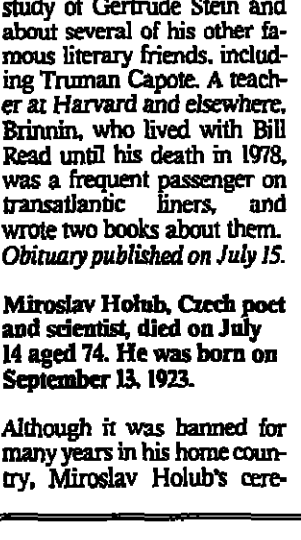 study of Gertrude Stein and
about several of his other fa-
mous literary friends, includ-
ing Truman Capote. A teach-
er at Harvard and elsewhere,
Brinnin, who lived with Bill
Read until his death in 1978,
was a frequent passenger on
transatlantic liners, and
wrote two books about them.
Obituary published on July 15.
Miroslav Holub, Czech poet
and scientist, died on July
14 aged 74. He was born on
September 13, 1923.
Although it was banned for
many years in his home coun-
try, Miroslav Holub's cere-